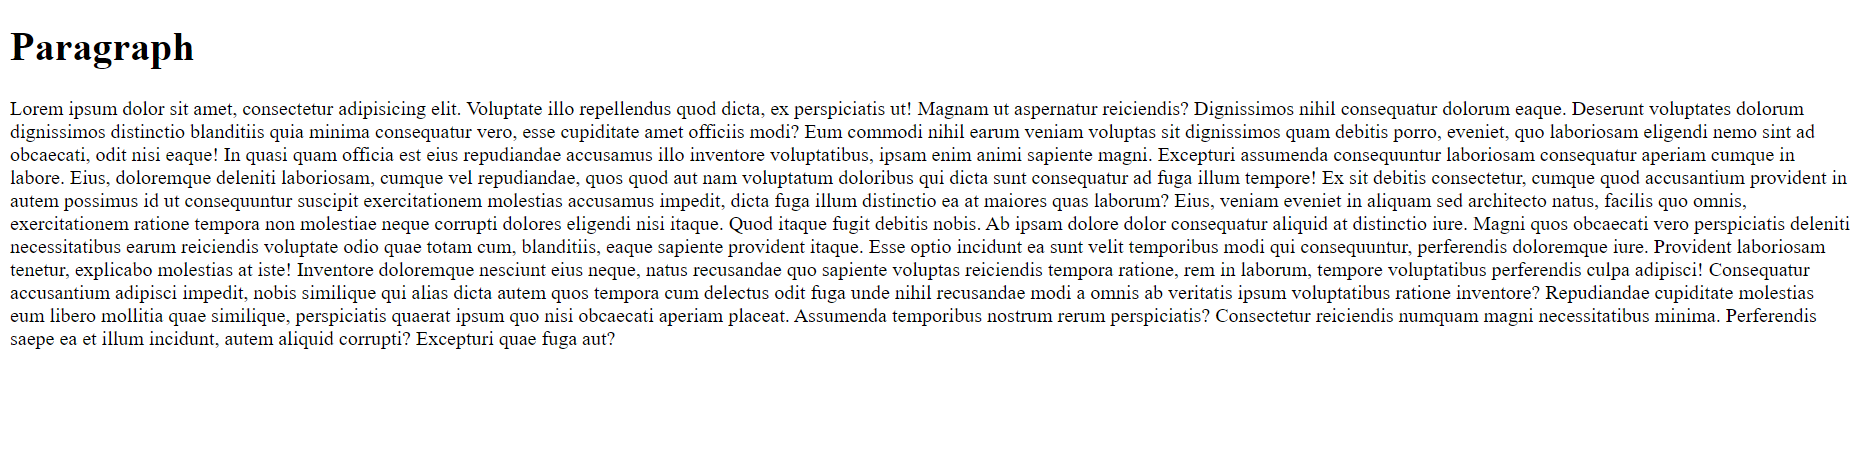 Paragraph
Lorem ipsum dolor sit amet, consectetur adipisicing elit. Voluptate illo repellendus quod dicta, ex perspiciatis ut! Magnam ut aspernatur reiciendis? Dignissimos nihil consequatur dolorum eaque. Deserunt voluptates dolorum
dignissimos distinctio blanditiis quia minima consequatur vero, esse cupiditate amet officiis modi? Eum commodi nihil earum veniam voluptas sit dignissimos quam debitis porro, eveniet, quo laboriosam eligendi nemo sint ad
obcaecati, odit nisi eaque! In quasi quam officia est eius repudiandae accusamus illo inventore voluptatibus, ipsam enim animi sapiente magni. Excepturi assumenda consequuntur laboriosam consequatur aperiam cumque in
labore. Eius, doloremque deleniti laboriosam, cumque vel repudiandae, quos quod aut nam voluptatum doloribus qui dicta sunt consequatur ad fuga illum tempore! Ex sit debitis consectetur, cumque quod accusantium provident in
autem possimus id ut consequuntur suscipit exercitationem molestias accusamus impedit, dicta fuga illum distinctio ea at maiores quas laborum? Eius, veniam eveniet in aliquam sed architecto natus, facilis quo omnis,
exercitationem ratione tempora non molestiae neque corrupti dolores eligendi nisi itaque. Quod itaque fugit debitis nobis. Ab ipsam dolore dolor consequatur aliquid at distinctio iure. Magni quos obcaecati vero perspiciatis deleniti
necessitatibus earum reiciendis voluptate odio quae totam cum, blanditiis, eaque sapiente provident itaque. Esse optio incidunt ea sunt velit temporibus modi qui consequuntur, perferendis doloremque iure. Provident laboriosam
tenetur, explicabo molestias at iste! Inventore doloremque nesciunt eius neque, natus recusandae quo sapiente voluptas reiciendis tempora ratione, rem in laborum, tempore voluptatibus perferendis culpa adipisci! Consequatur
accusantium adipisci impedit, nobis similique qui alias dicta autem quos tempora cum delectus odit fuga unde nihil recusandae modi a omnis ab veritatis ipsum voluptatibus ratione inventore? Repudiandae cupiditate molestias
eum libero mollitia quae similique, perspiciatis quaerat ipsum quo nisi obcaecati aperiam placeat. Assumenda temporibus nostrum rerum perspiciatis? Consectetur reiciendis numquam magni necessitatibus minima. Perferendis
saepe ea et illum incidunt, autem aliquid corrupti? Excepturi quae fuga aut?